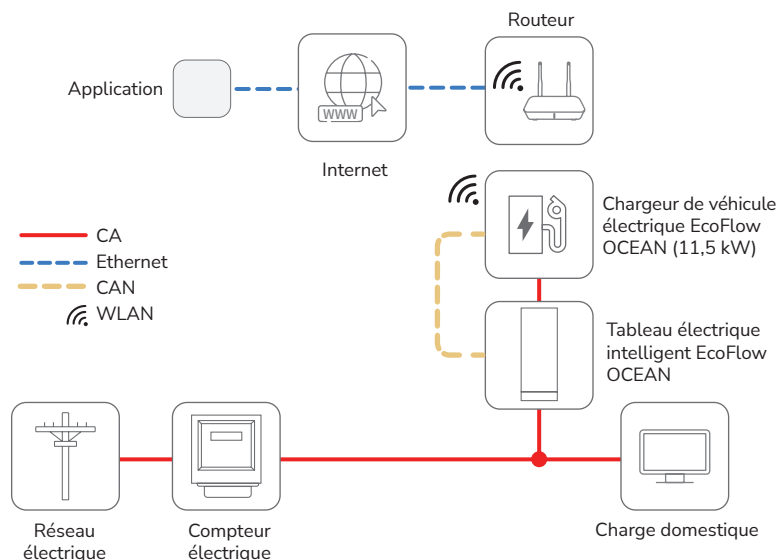 Routeur
Application
WWW
Internet
Chargeur de véhicule
électrique EcoFlow
OCEAN (11,5 kW)
CA
Ethernet
CAN
WLAN
Tableau électrique
intelligent EcoFlow
OCEAN
Réseau
électrique
Compteur
électrique
Charge domestique